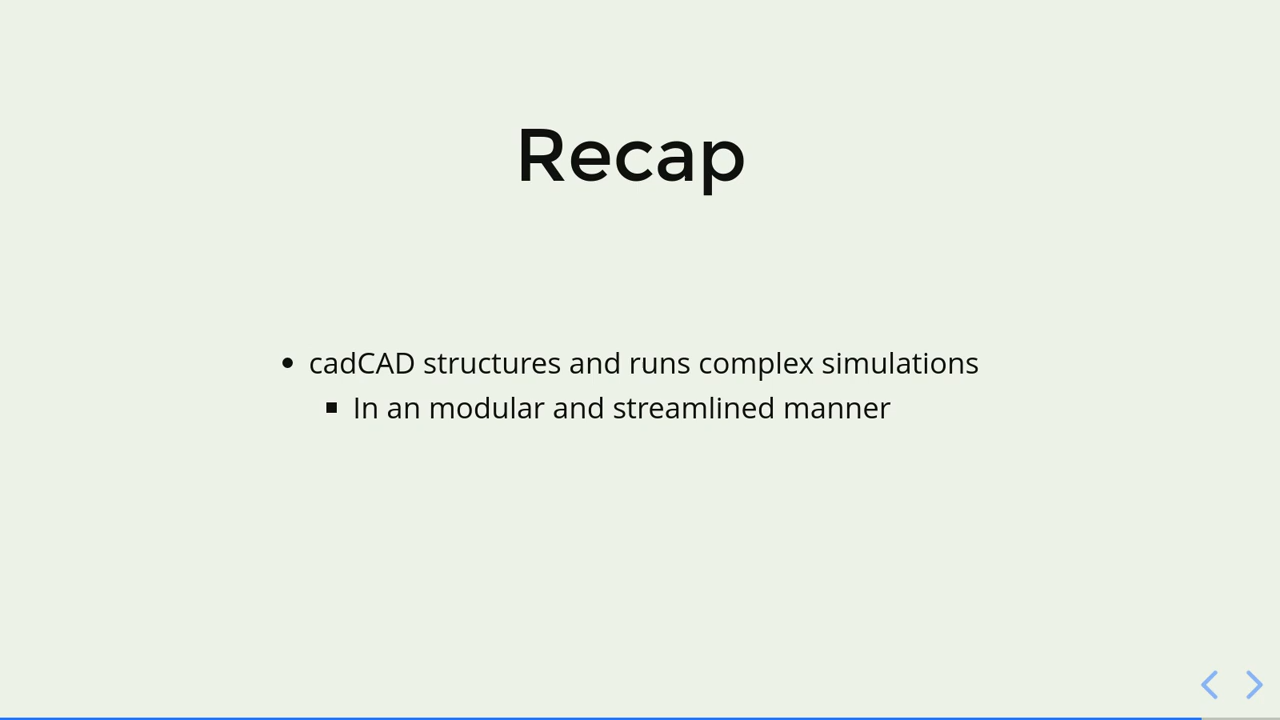 Recap
cadCAD structures and runs complex simulations
In an modular and streamlined manner